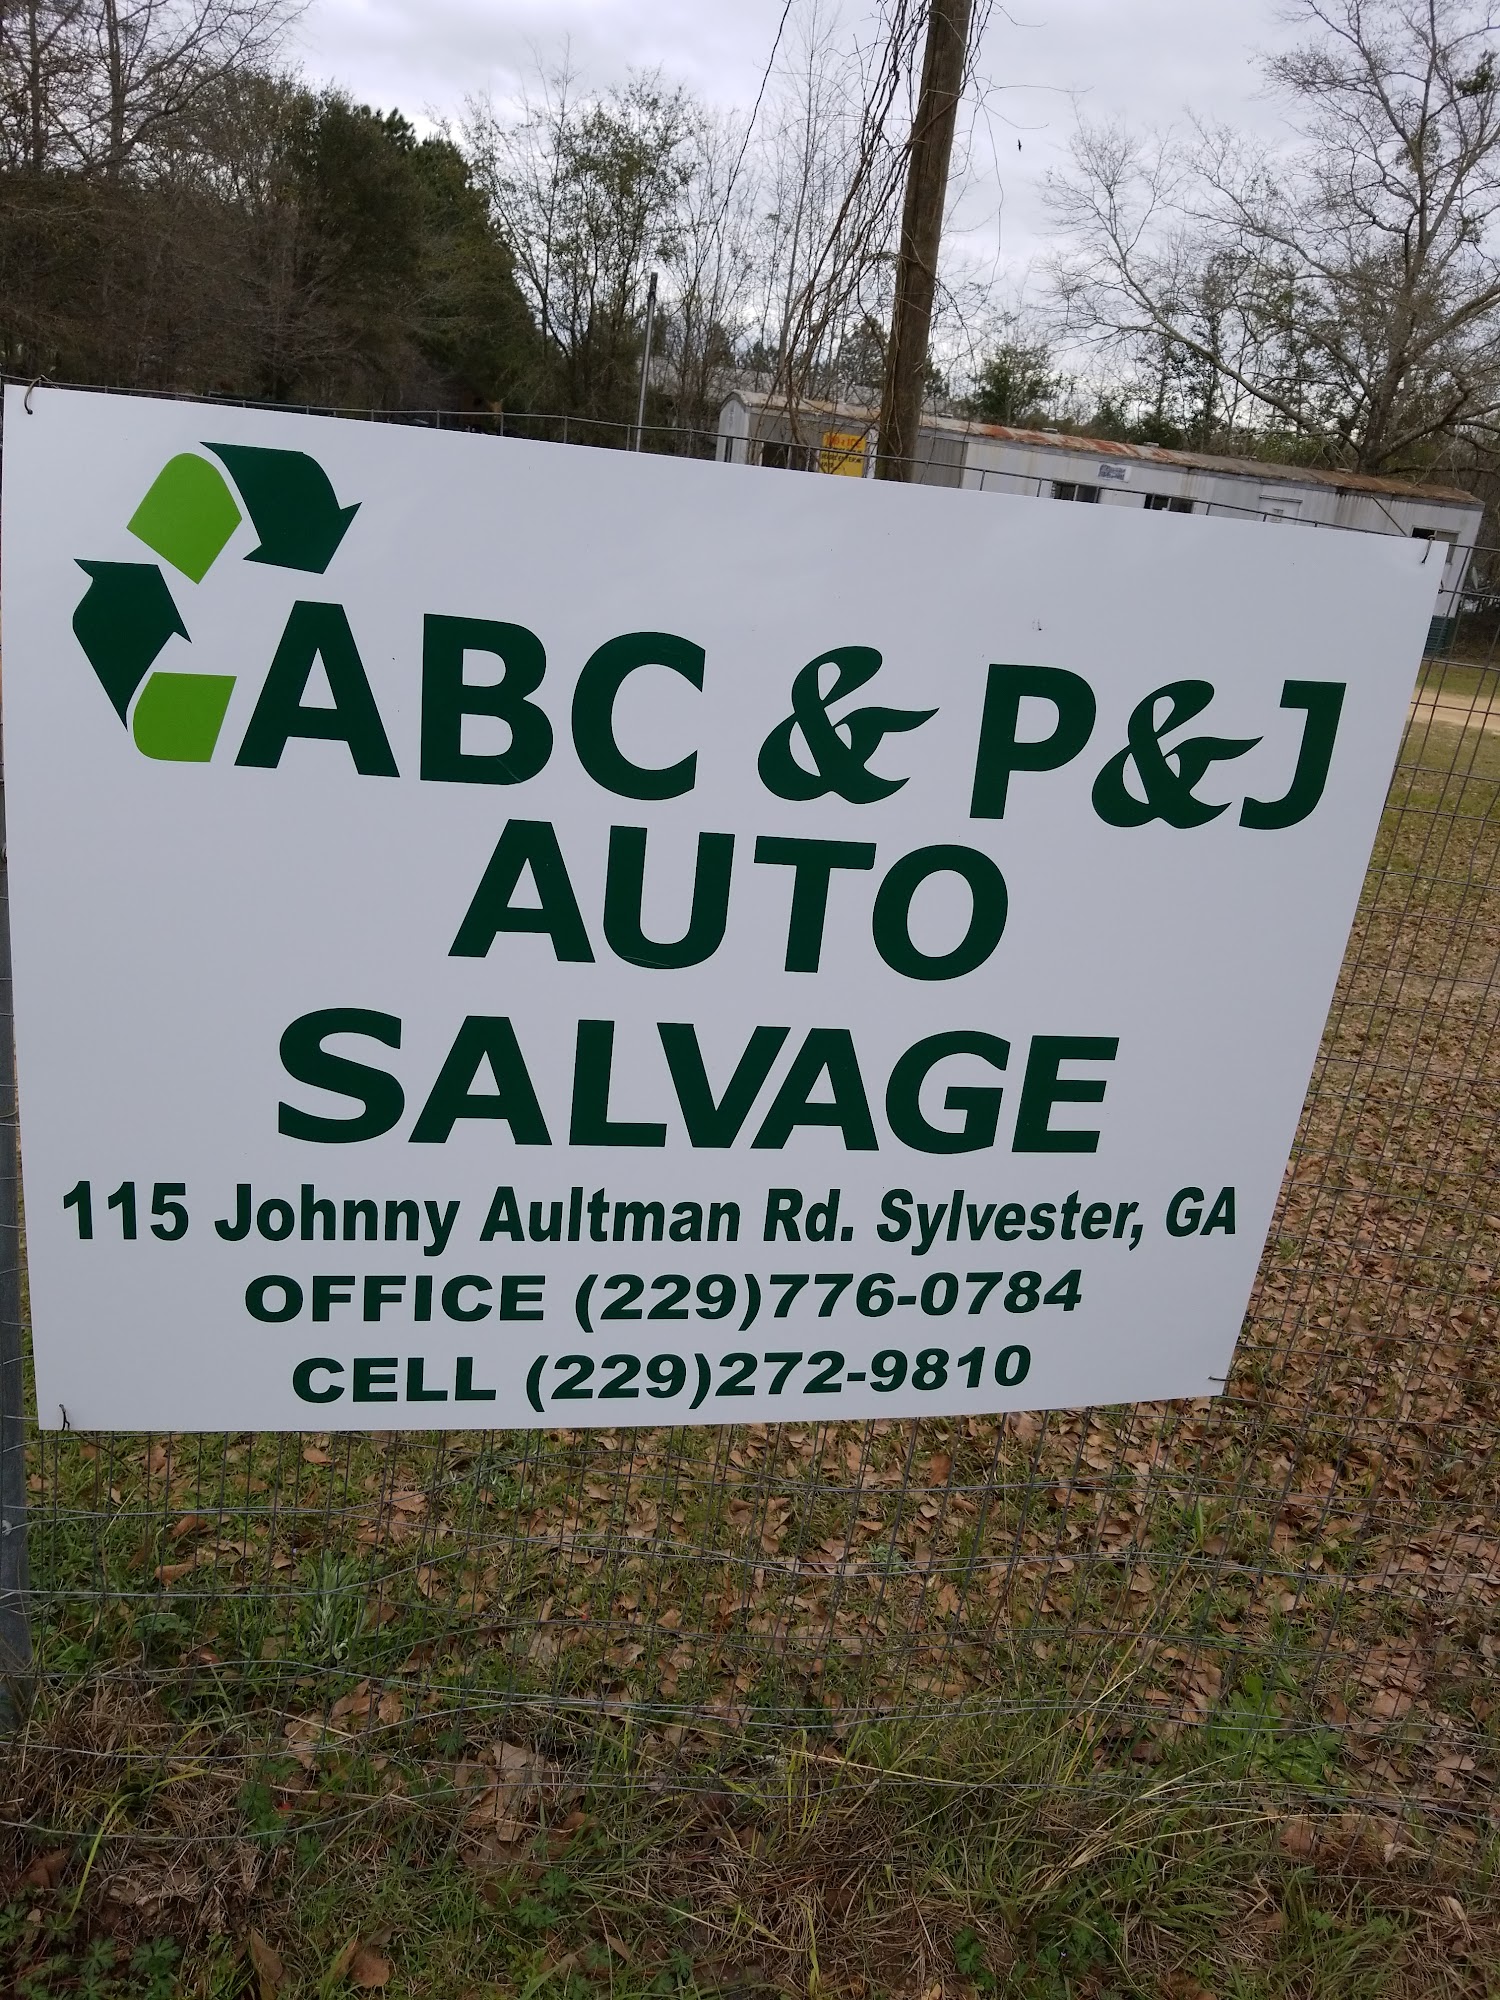 ABC & P&J
AUTO
SALVAGE
115 Johnny Aultman Rd. Sylvester, GA
OFFICE (229)776-0784
CELL (229)272-9810